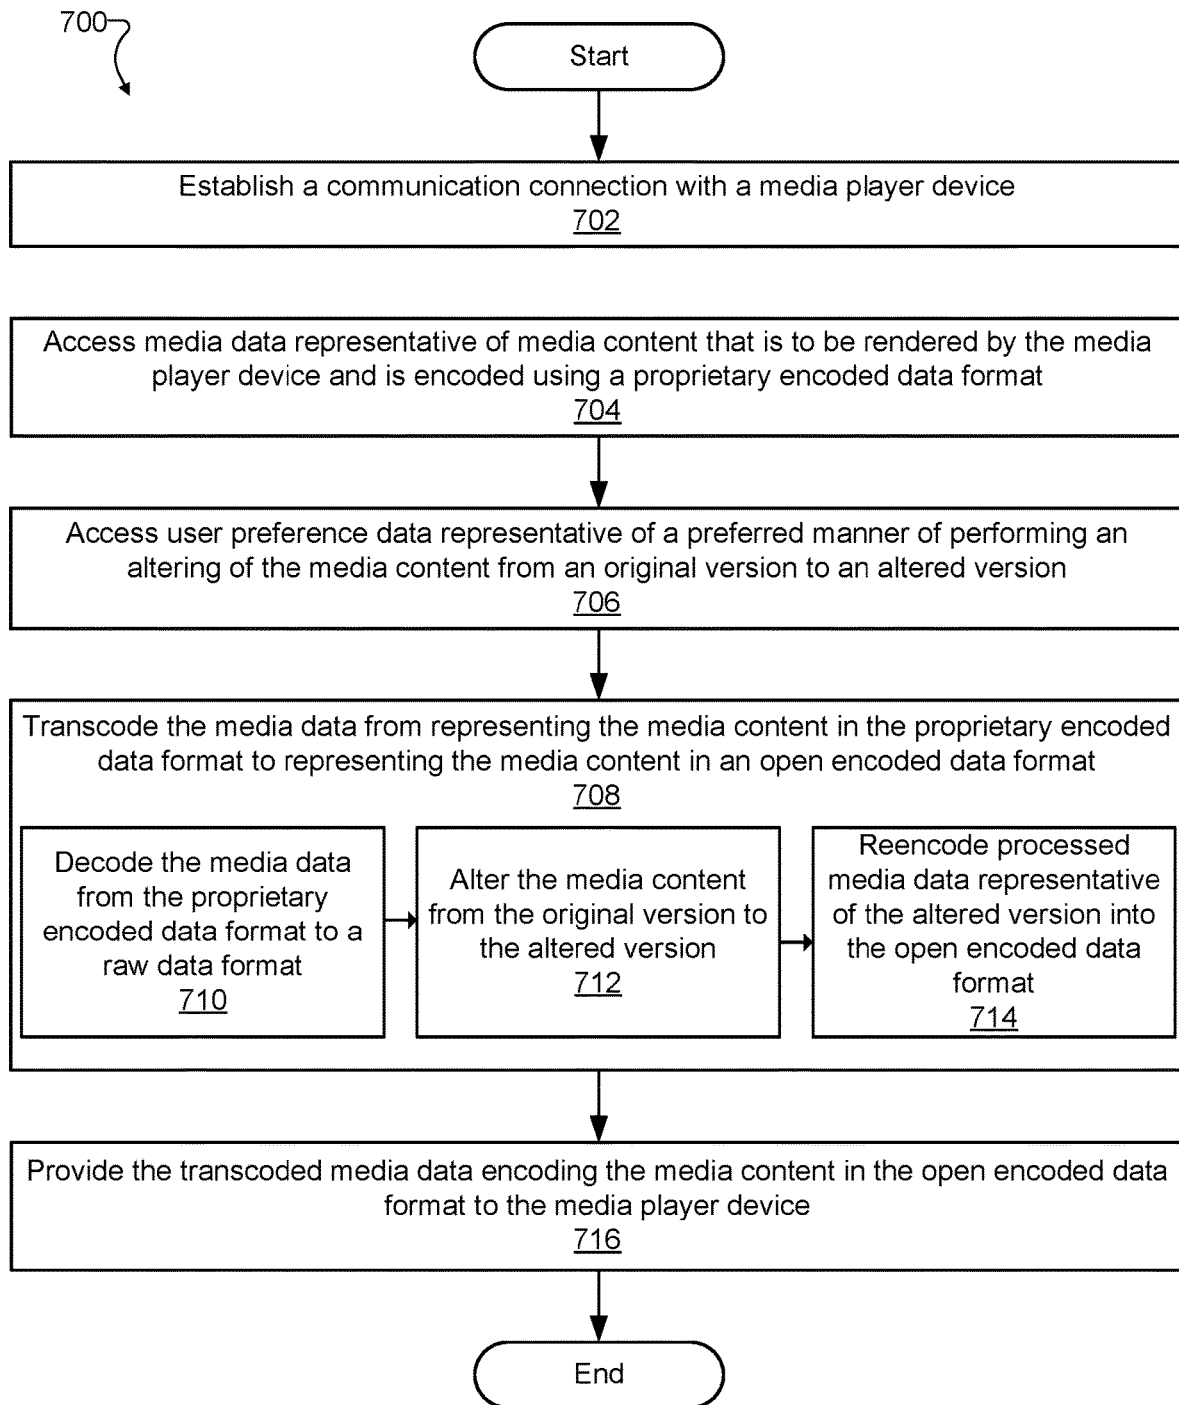 700
Start
Establish a communication connection with a media player device
702
Access media data representative of media content that is to be rendered by the media
player device and is encoded using a proprietary encoded data format
704
Access user preference data representative of a preferred manner of performing an
altering of the media content from an original version to an altered version
706
Transcode the media data from representing the media content in the proprietary encoded
data format to representing the media content in an open encoded data format
708
Decode the media data
from the proprietary
encoded data format to a
raw data format
710
Alter the media content
from the original version to
the altered version
712
Reencode processed
media data representative
of the altered version into
the open encoded data
format
714
Provide the transcoded media data encoding the media content in the open encoded data
format to the media player device
716
End